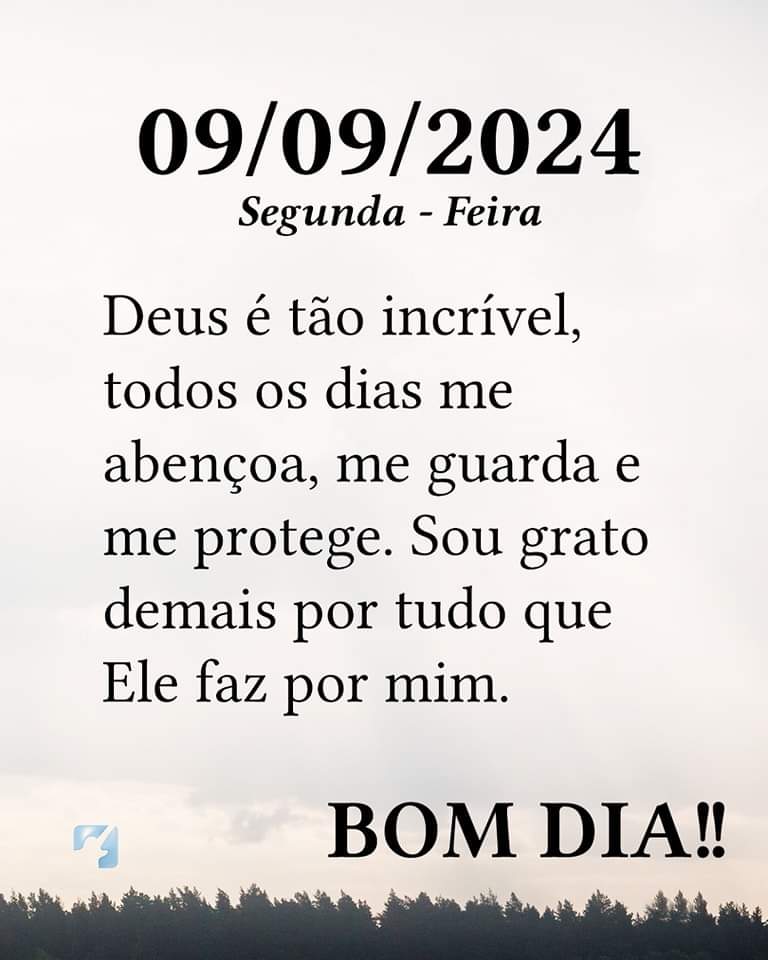 09/09/2024
Segunda - Feira
Deus é tão incrível,
todos os dias me
abençoa, me guarda e
me protege. Sou grato
demais por tudo que
Ele faz por mim.
BOM DIA!!